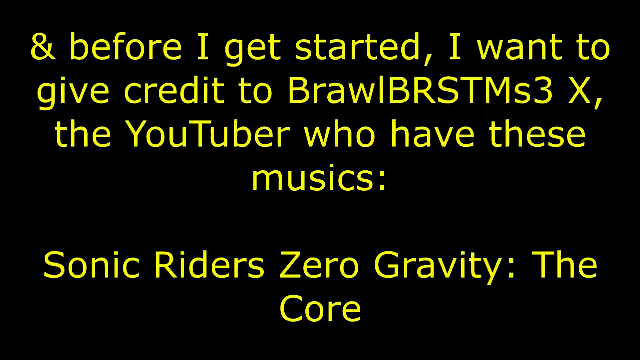 & before I get started, I want to
give credit to BrawlBRSTMs3 X,
the YouTuber who have these
musics:
Sonic Riders Zero Gravity: The
Core